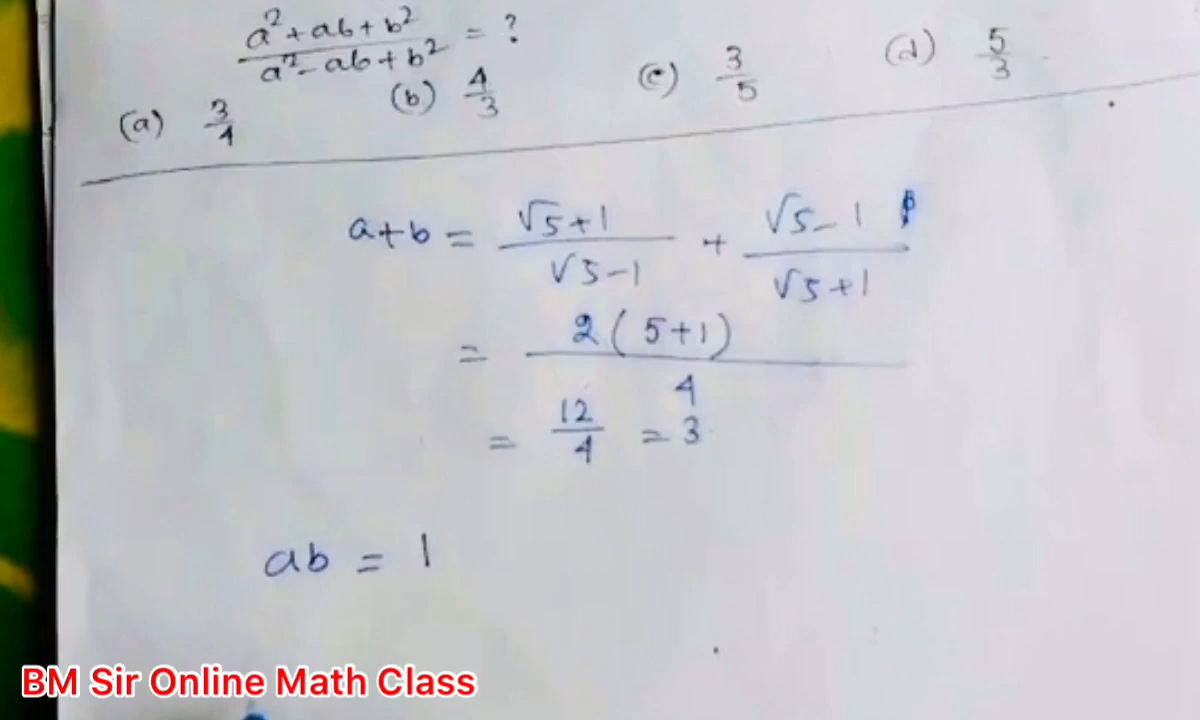 a²+ab+b² / a²-ab+b² = ?
(a) 3/4 (b) 4/3 (c) 3/5 (d) 5/3
a+b = √5+1 / √5-1 + √5-1 / √5+1
= 2(5+1) / 4
= 12/4 = 3
ab = 1
BM Sir Online Math Class